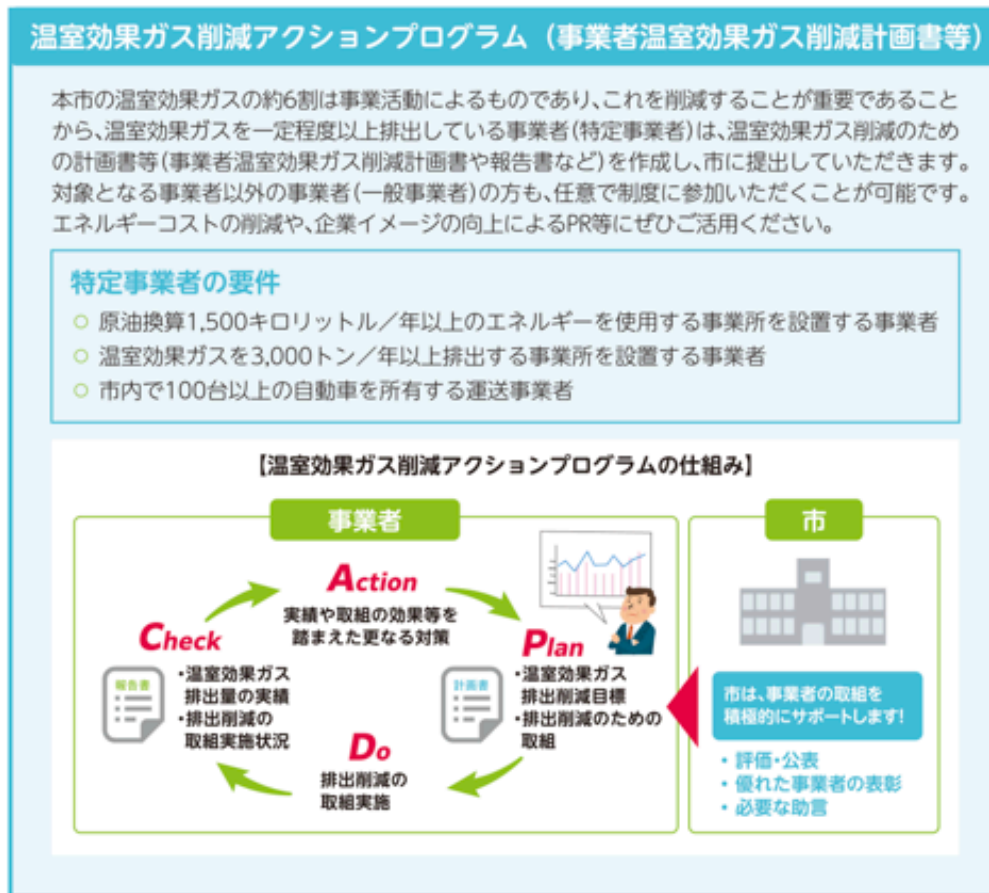 温室効果ガス削減アクションプログラム（事業者温室効果ガス削減計画書等）
本市の温室効果ガスの約6割は事業活動によるものであり、これを削減することが重要であること
から、温室効果ガスを一定程度以上排出している事業者（特定事業者）は、温室効果ガス削減のため
の計画書等（事業者温室効果ガス削減計画書や報告書など）を作成し、市に提出していただきます。
対象となる事業者以外の事業者（一般事業者）の方も、任意で制度に参加いただくことが可能です。
エネルギーコストの削減や、企業イメージの向上によるPR等にぜひご活用ください。
特定事業者の要件
○ 原油換算1,500キロリットル／年以上のエネルギーを使用する事業所を設置する事業者
○ 温室効果ガスを3,000トン／年以上排出する事業所を設置する事業者
○ 市内で100台以上の自動車を所有する運送事業者
【温室効果ガス削減アクションプログラムの仕組み】
事業者
Action
実績や取組の効果等を
踏まえた更なる対策
Check
報告書
・温室効果ガス
排出量の実績
・排出削減の
取組実施状況
Plan
計画書
・温室効果ガス
排出削減目標
・排出削減のための
取組
Do
排出削減の
取組実施
市
市は、事業者の取組を
積極的にサポートします!
・評価・公表
・優れた事業者の表彰
・必要な助言